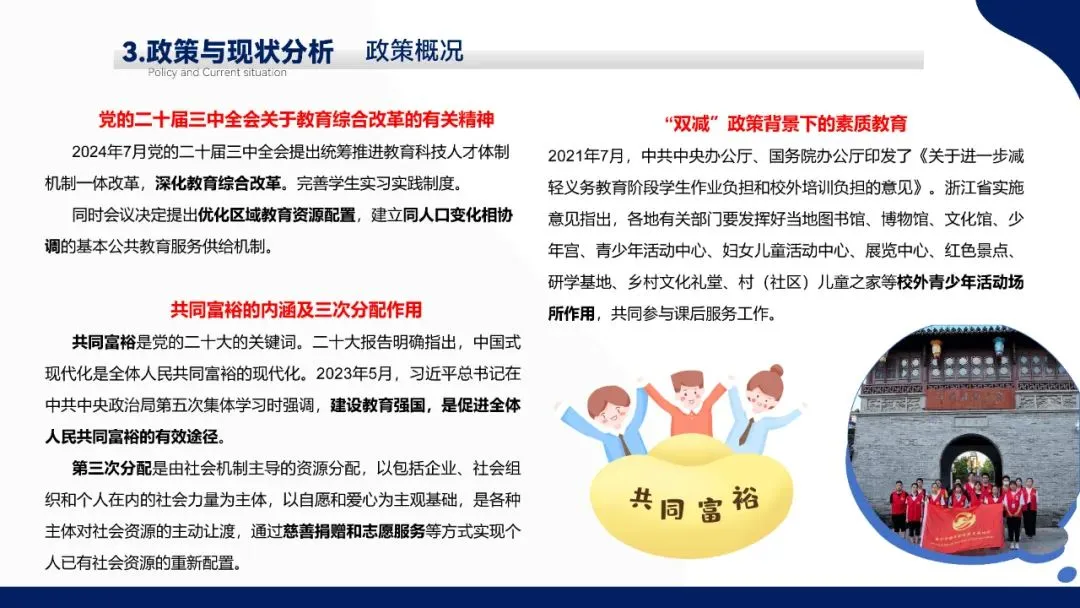 3.政策与现状分析 政策概况
Policy and Current situation
党的二十届三中全会关于教育综合改革的有关精神
2024年7月党的二十届三中全会提出统筹推进教育科技人才体制
机制一体改革，深化教育综合改革。完善学生实习实践制度。
同时会议决定提出优化区域教育资源配置，建立同人口变化相协
调的基本公共教育服务供给机制。
共同富裕的内涵及三次分配作用
共同富裕是党的二十大的关键词。二十大报告明确指出，中国式
现代化是全体人民共同富裕的现代化。2023年5月，习近平总书记在
中共中央政治局第五次集体学习时强调，建设教育强国，是促进全体
人民共同富裕的有效途径。
第三次分配是由社会机制主导的资源分配，以包括企业、社会组
织和个人在内的社会力量为主体，以自愿和爱心为主观基础，是各种
主体对社会资源的主动让渡，通过慈善捐赠和志愿服务等方式实现个
人已有社会资源的重新配置。
“双减”政策背景下的素质教育
2021年7月，中共中央办公厅、国务院办公厅印发了《关于进一步减
轻义务教育阶段学生作业负担和校外培训负担的意见》。浙江省实施
意见指出，各地有关部门要发挥好当地图书馆、博物馆、文化馆、少
年宫、青少年活动中心、妇女儿童活动中心、展览中心、红色景点、
研学基地、乡村文化礼堂、村（社区）儿童之家等校外青少年活动场
所作用，共同参与课后服务工作。
共同富裕